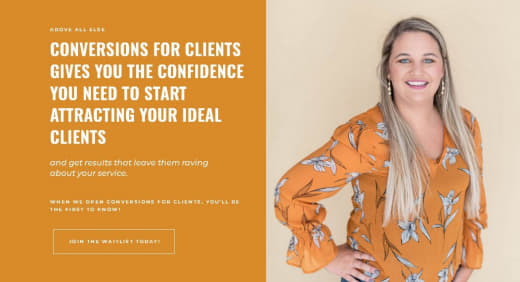 ABOVE ALL ELSE
CONVERSIONS FOR CLIENTS
GIVES YOU THE CONFIDENCE
YOU NEED TO START
ATTRACTING YOUR IDEAL
CLIENTS
and get results that leave them raving
about your service.
WHEN WE OPEN CONVERSIONS FOR CLIENTS, YOU'LL BE
THE FIRST TO KNOW!
JOIN THE WAITLIST TODAY!